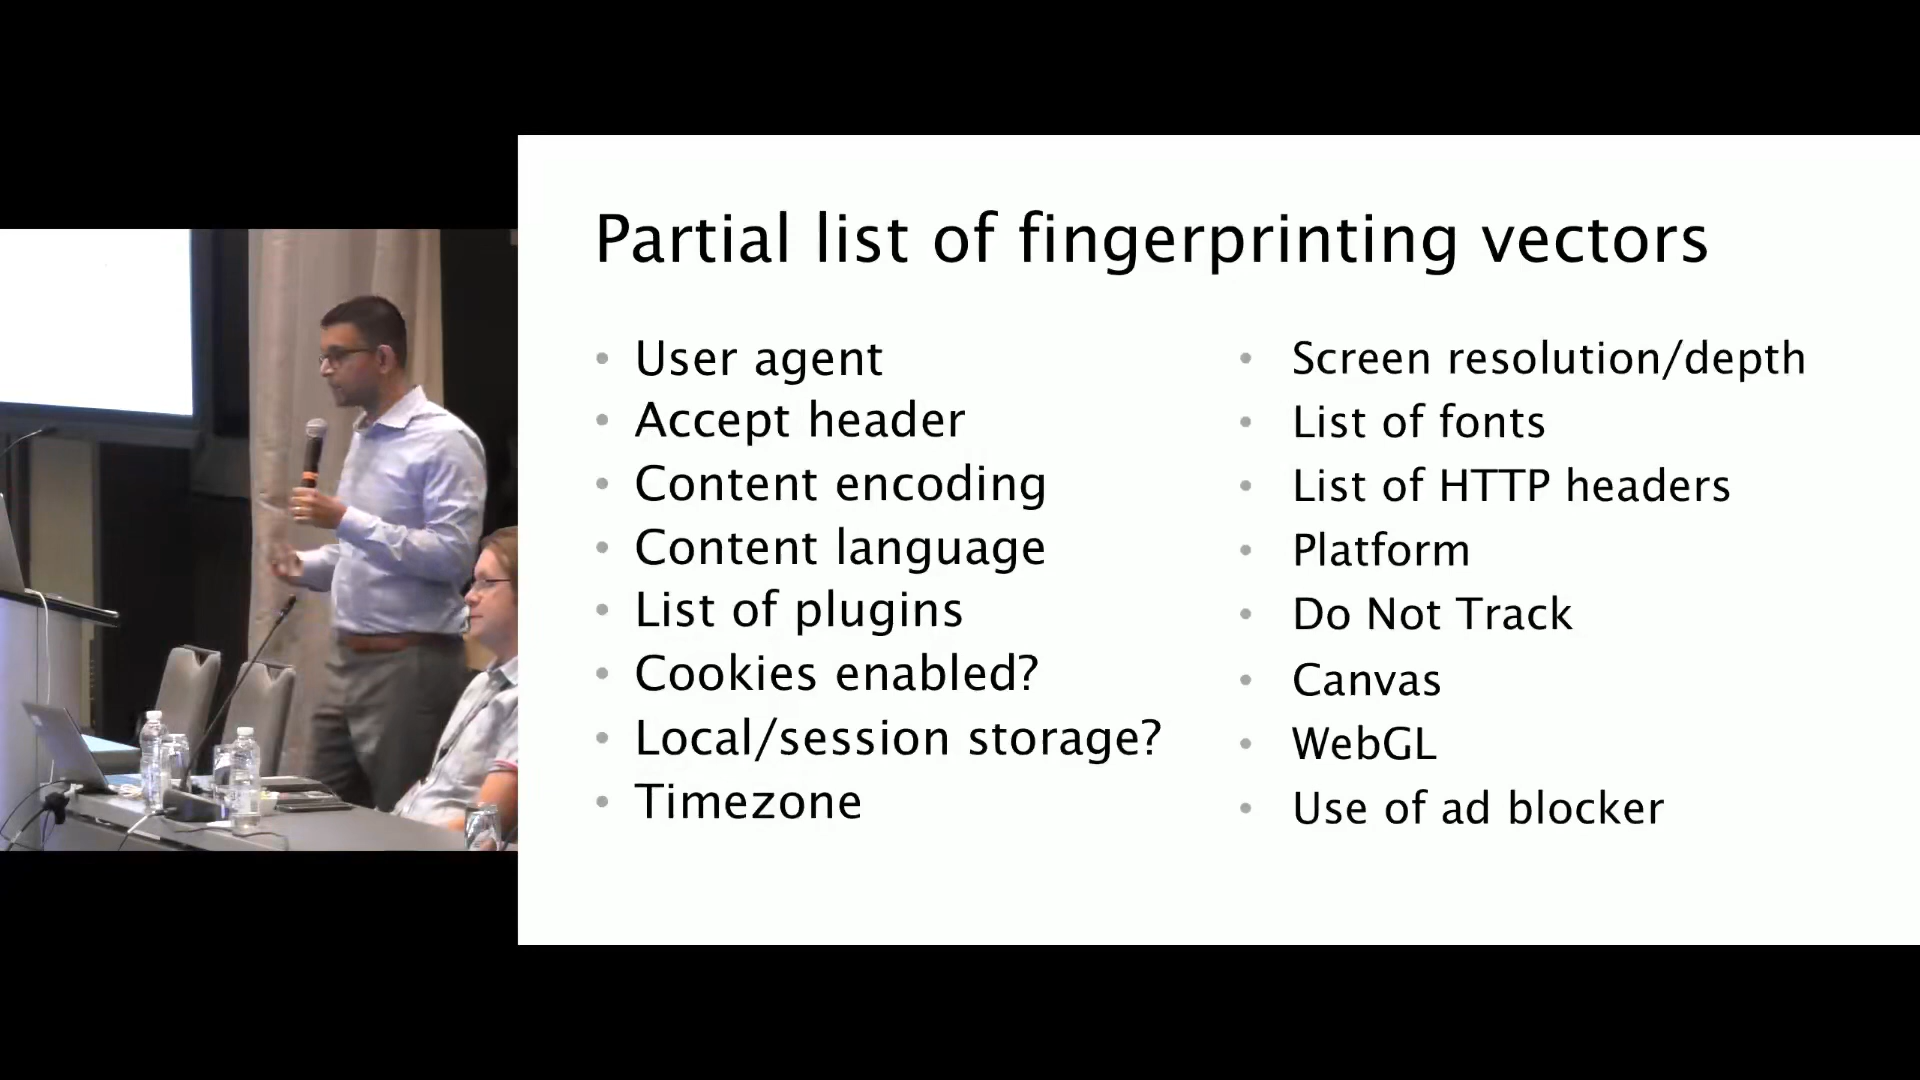 Partial list of fingerprinting vectors
User agent
Accept header
Content encoding
Content language
List of plugins
Cookies enabled?
Local/session storage?
Timezone
Screen resolution/depth
List of fonts
List of HTTP headers
Platform
Do Not Track
Canvas
WebGL
Use of ad blocker